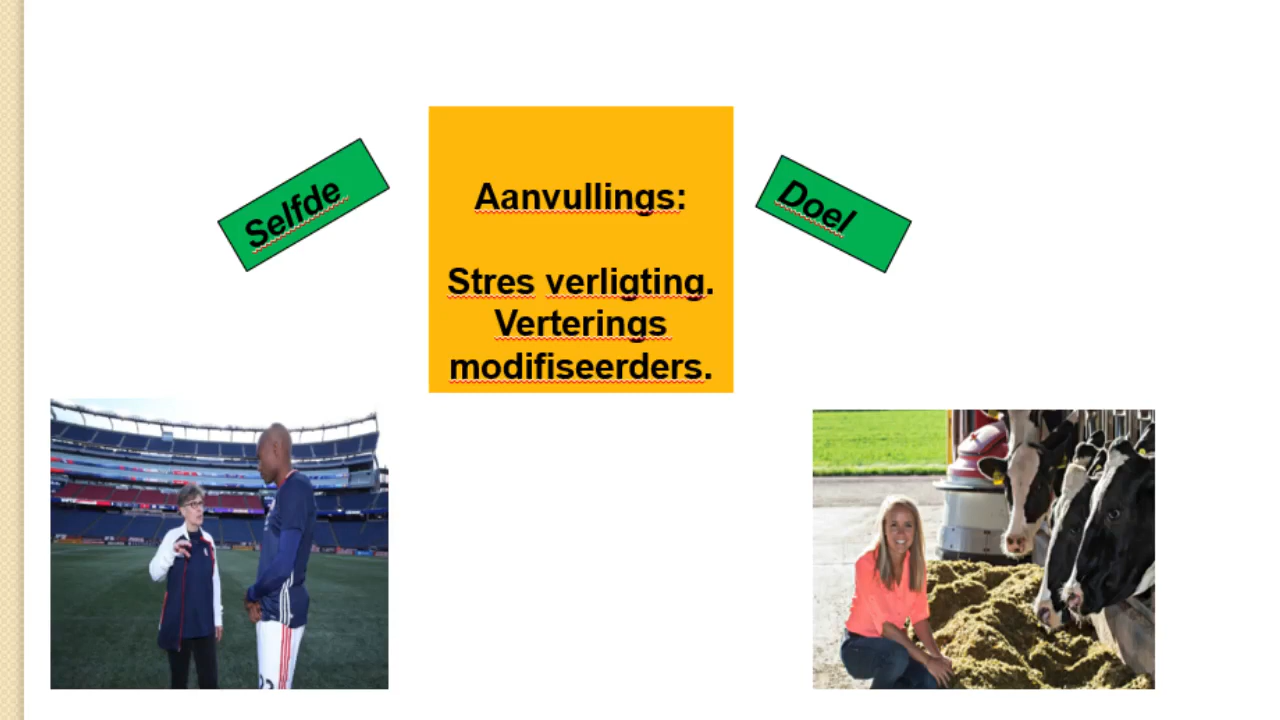 Selfde
Doel
Aanvullings:
Stres verligting.
Verterings
modifiseerders.